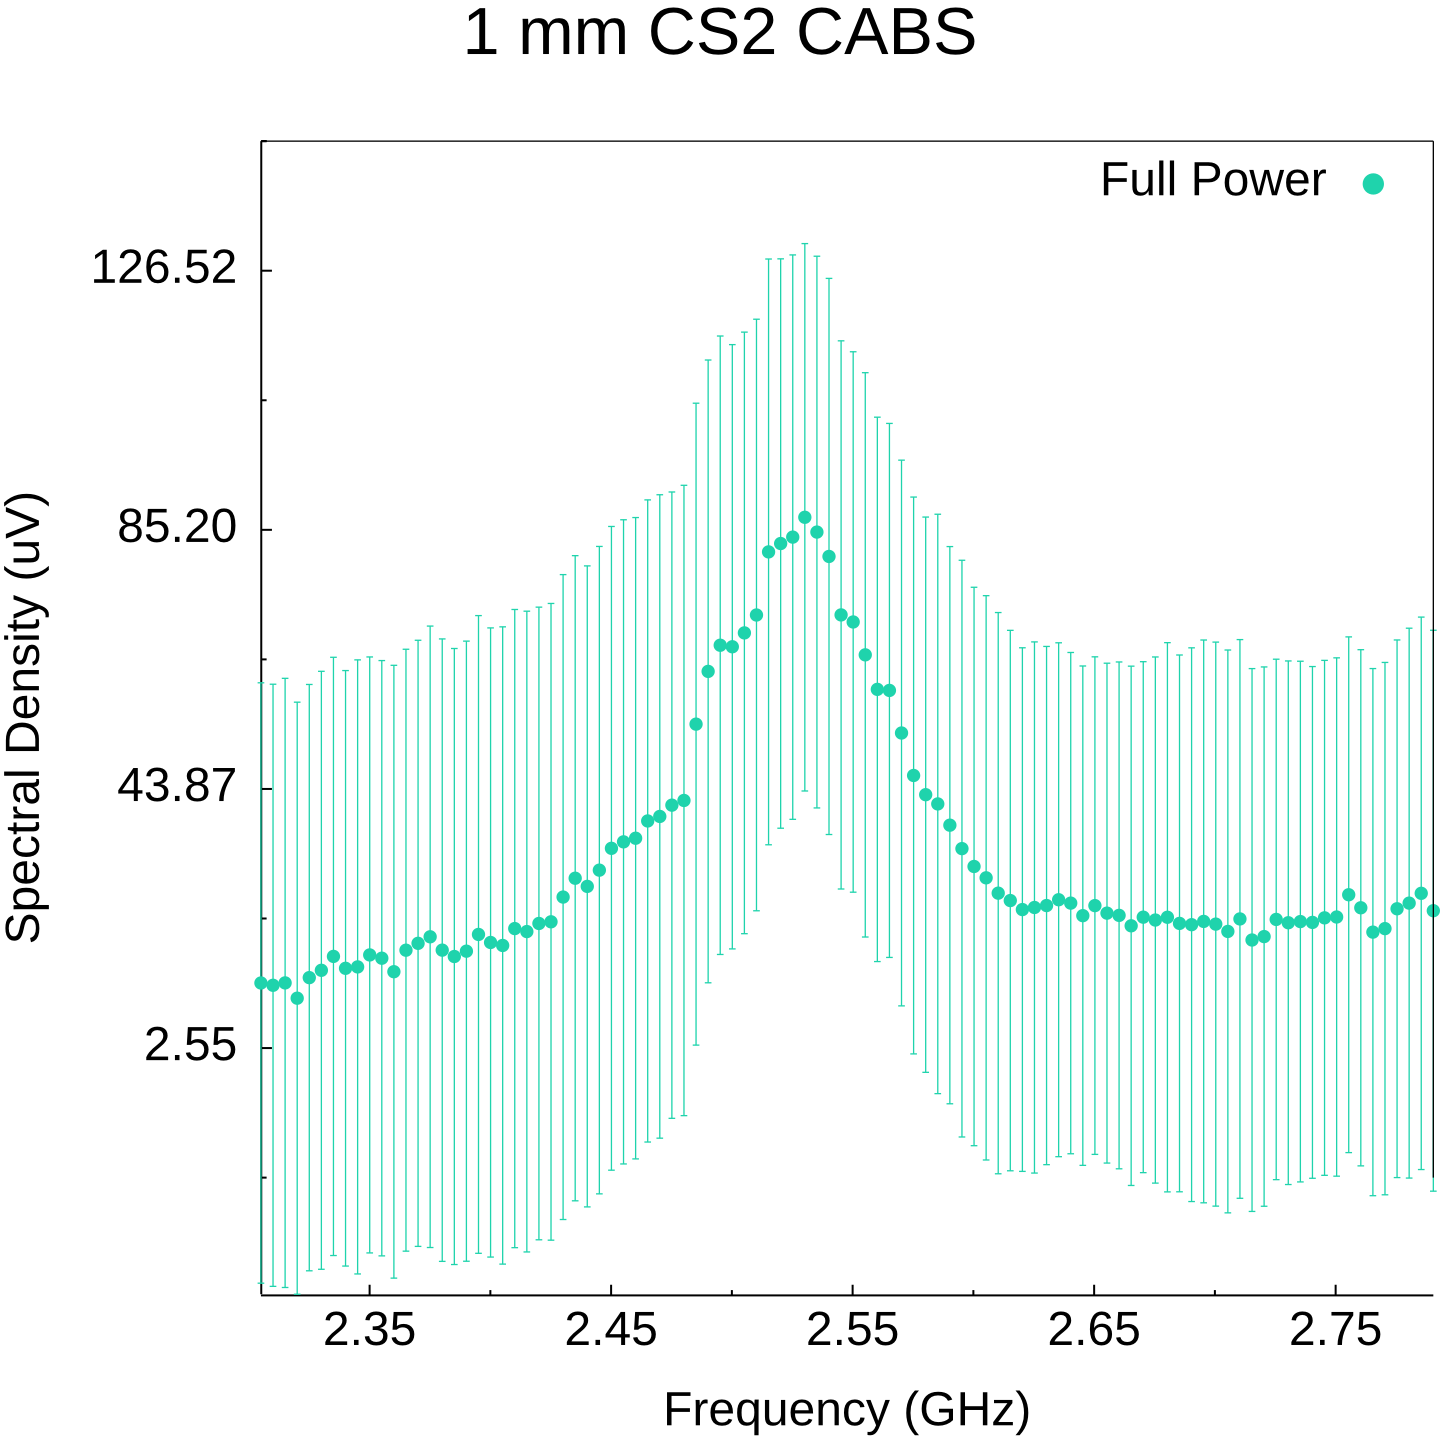 1 mm CS2 CABS
Full Power
126.52
85.20
43.87
2.55
Spectral Density (uV)
2.35 2.45 2.55 2.65 2.75
Frequency (GHz)